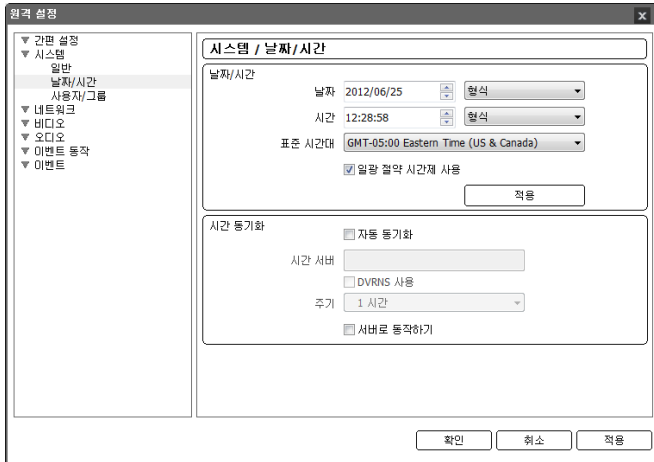 원격 설정
x
▼ 간편 설정
▼ 시스템
일반
날짜/시간
사용자/그룹
▼ 네트워크
▼ 비디오
▼ 오디오
▼ 이벤트 동작
▼ 이벤트
시스템 / 날짜/시간
날짜/시간
날짜 2012/06/25 형식
시간 12:28:58 형식
표준 시간대 GMT-05:00 Eastern Time (US & Canada)
일광 절약 시간제 사용
적용
시간 동기화
자동 동기화
시간 서버
DVRNS 사용
주기 1 시간
서버로 동작하기
확인 취소 적용